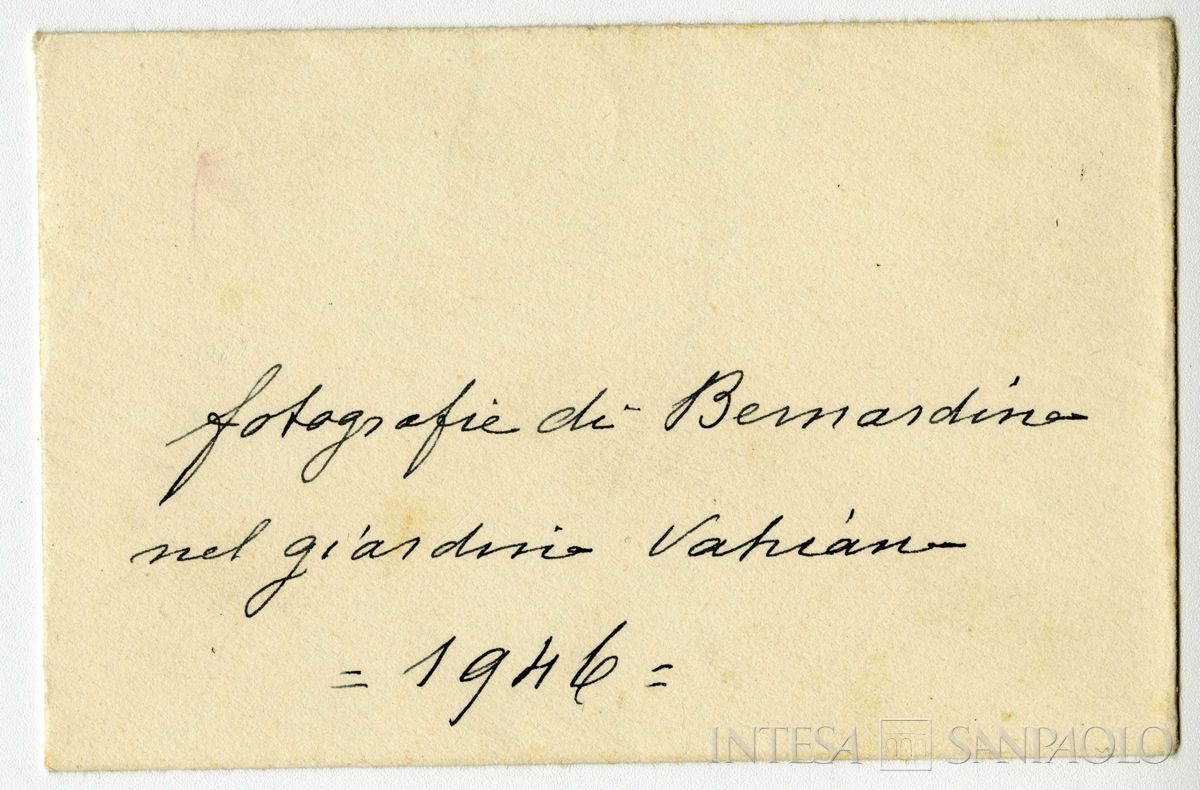 fotografie di Bernardino
nel giardino Vaticano
= 1946 =
INTESA SANPAOLO